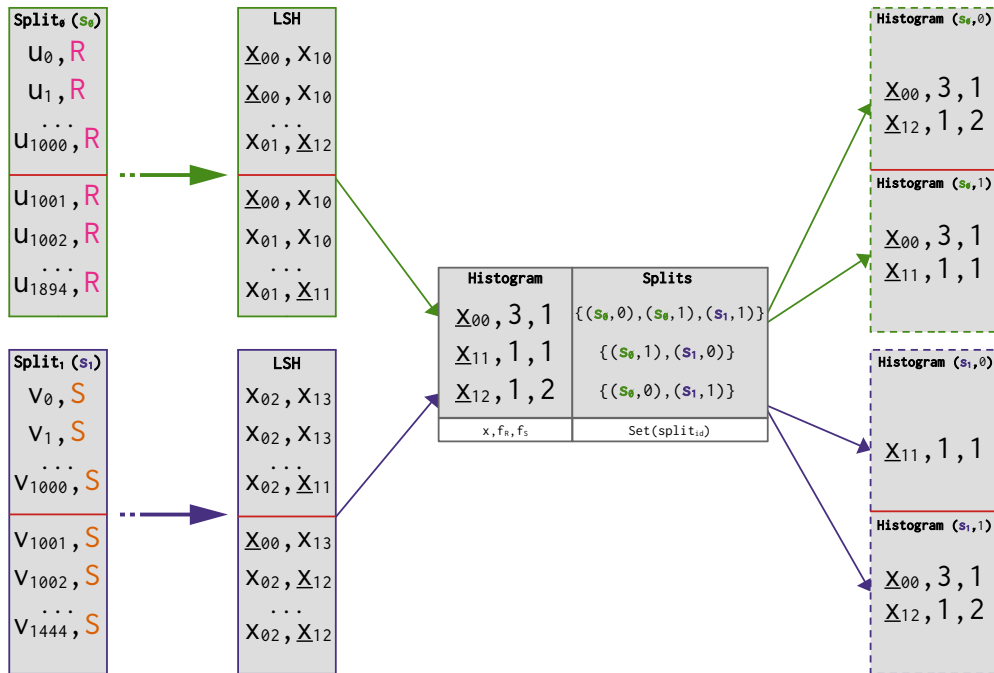 Split₀ (s₀)
u₀, R
u₁, R
...
u₁₀₀₀, R
u₁₀₀₁, R
u₁₀₀₂, R
...
u₁₈₉₄, R
LSH
x₀₀, x₁₀
x₀₀, x₁₀
...
x₀₁, x₁₂
x₀₀, x₁₀
x₀₁, x₁₀
...
x₀₁, x₁₁
Split₁ (s₁)
v₀, S
v₁, S
...
v₁₀₀₀, S
v₁₀₀₁, S
v₁₀₀₂, S
...
v₁₄₄₄, S
LSH
x₀₂, x₁₃
x₀₂, x₁₃
...
x₀₂, x₁₁
x₀₀, x₁₃
x₀₂, x₁₂
...
x₀₂, x₁₂
Histogram Splits
x₀₀, 3, 1 {(s₀,0),(s₀,1),(s₁,1)}
x₁₁, 1, 1 {(s₀,1),(s₁,0)}
x₁₂, 1, 2 {(s₀,0),(s₁,1)}
x,f_R,f_S Set(split_id)
Histogram (s₀,0)
x₀₀, 3, 1
x₁₂, 1, 2
Histogram (s₀,1)
x₀₀, 3, 1
x₁₁, 1, 1
Histogram (s₁,0)
x₁₁, 1, 1
Histogram (s₁,1)
x₀₀, 3, 1
x₁₂, 1, 2